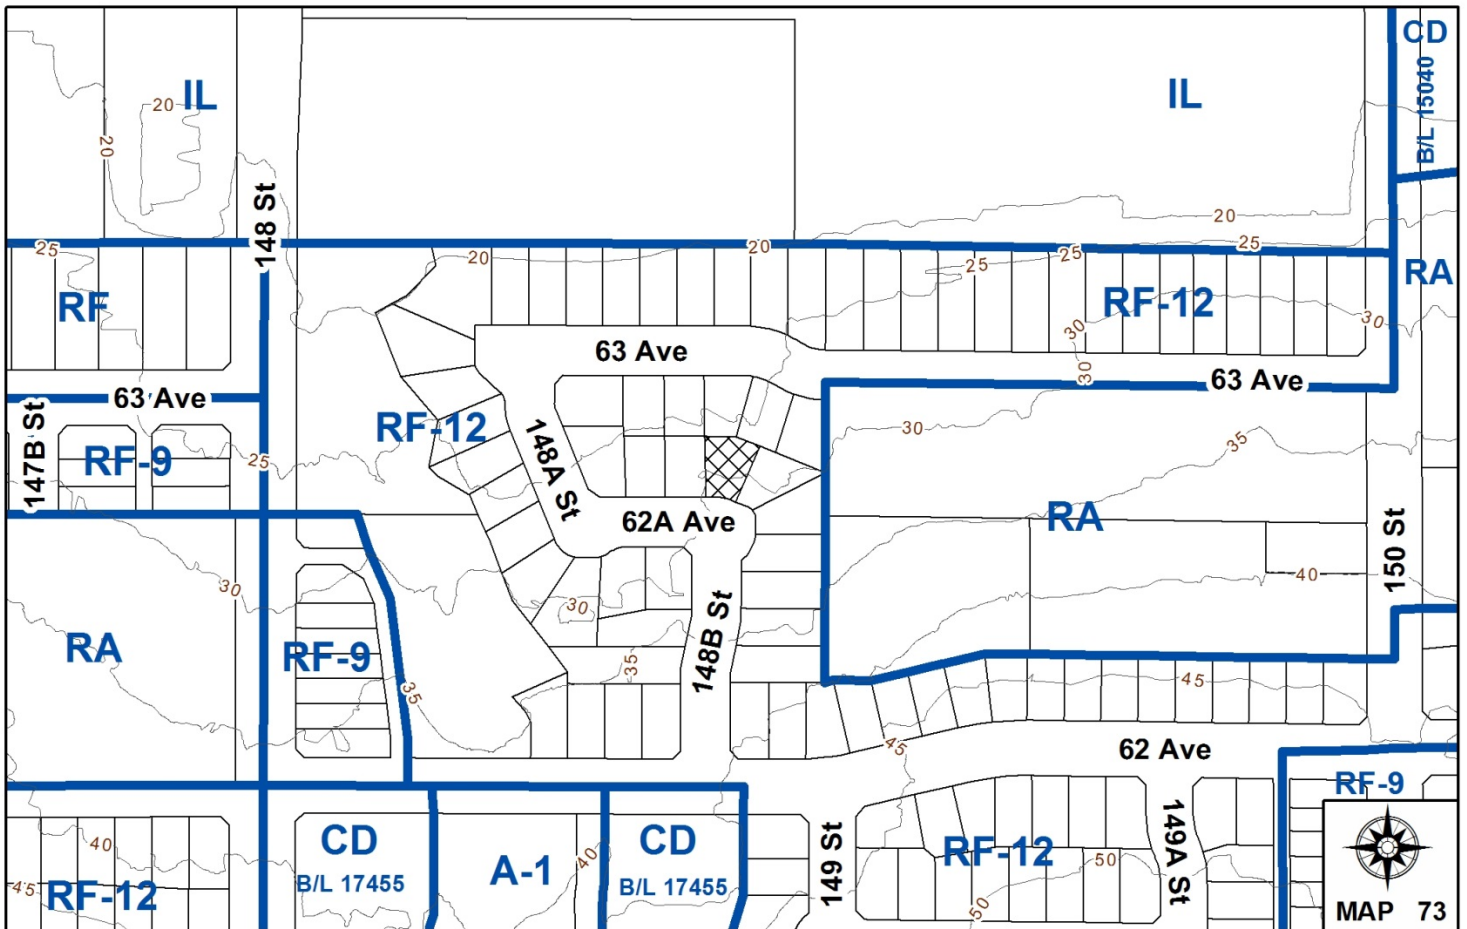 CD
B/L 15040
IL
IL
20
20
148 St
20
25
20
20
25
25
25
RA
RF
RF-12
30
30
63 Ave
30
63 Ave
63 Ave
147B St
RF-12
148A St
30
35
RF-9
25
62A Ave
RA
150 St
40
30
30
RA
RF-9
148B St
35
35
45
45
62 Ave
RF-9
40
CD
B/L 17455
A-1
40
CD
B/L 17455
149 St
RF-12
50
50
149A St
45
RF-12
MAP 73